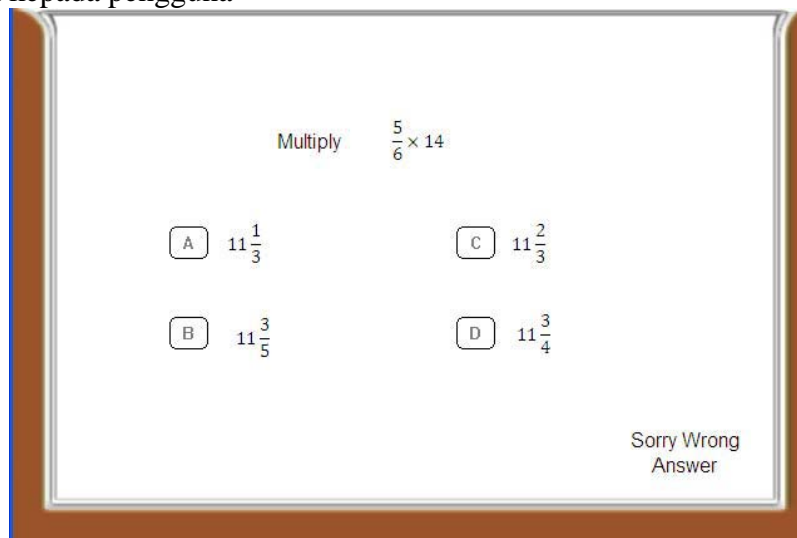 kepada pengguna
Multiply 5/6 × 14
A 11 1/3
C 11 2/3
B 11 3/5
D 11 3/4
Sorry Wrong
Answer